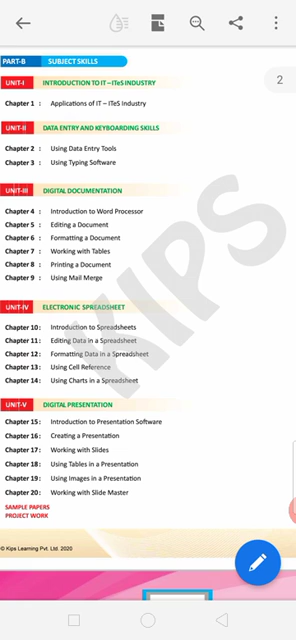 2
PART-B SUBJECT SKILLS
UNIT-I INTRODUCTION TO IT – ITeS INDUSTRY
Chapter 1 : Applications of IT – ITeS Industry
UNIT-II DATA ENTRY AND KEYBOARDING SKILLS
Chapter 2 : Using Data Entry Tools
Chapter 3 : Using Typing Software
UNIT-III DIGITAL DOCUMENTATION
Chapter 4 : Introduction to Word Processor
Chapter 5 : Editing a Document
Chapter 6 : Formatting a Document
Chapter 7 : Working with Tables
Chapter 8 : Printing a Document
Chapter 9 : Using Mail Merge
UNIT-IV ELECTRONIC SPREADSHEET
Chapter 10 : Introduction to Spreadsheets
Chapter 11 : Editing Data in a Spreadsheet
Chapter 12 : Formatting Data in a Spreadsheet
Chapter 13 : Using Cell Reference
Chapter 14 : Using Charts in a Spreadsheet
UNIT-V DIGITAL PRESENTATION
Chapter 15 : Introduction to Presentation Software
Chapter 16 : Creating a Presentation
Chapter 17 : Working with Slides
Chapter 18 : Using Tables in a Presentation
Chapter 19 : Using Images in a Presentation
Chapter 20 : Working with Slide Master
SAMPLE PAPERS
PROJECT WORK
© Kips Learning Pvt. Ltd. 2020
KIPS